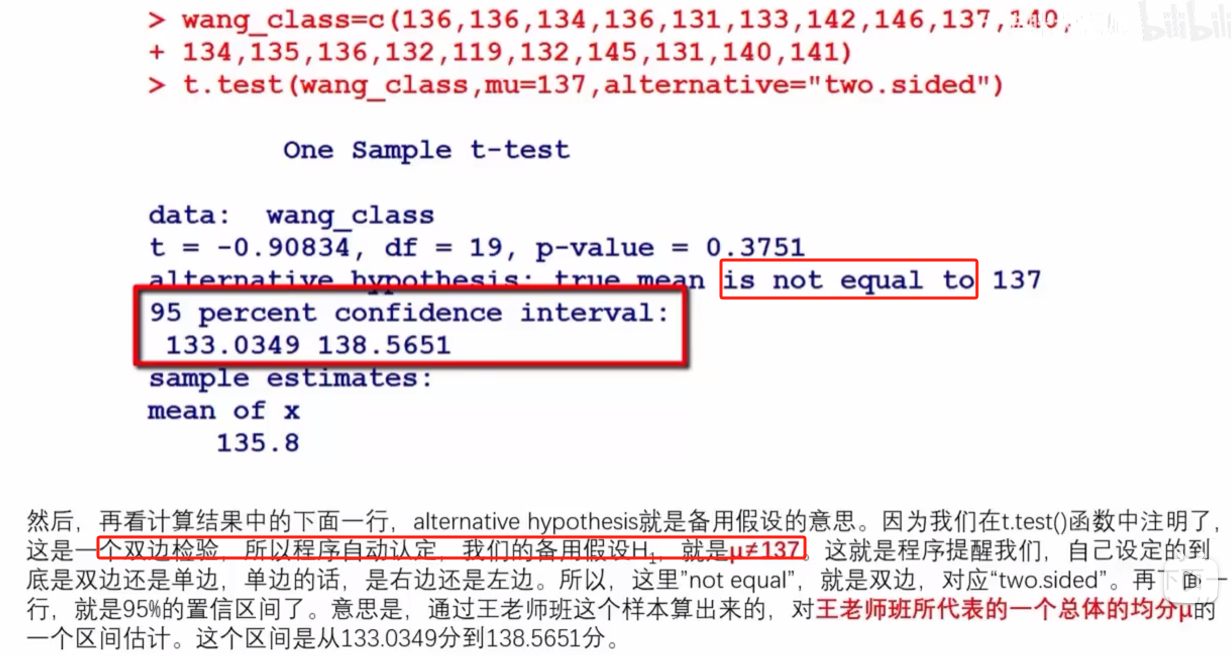 > wang_class=c(136,136,134,136,131,133,142,146,137,140,
+ 134,135,136,132,119,132,145,131,140,141)
> t.test(wang_class,mu=137,alternative="two.sided")
One Sample t-test
data: wang_class
t = -0.90834, df = 19, p-value = 0.3751
alternative hypothesis: true mean is not equal to 137
95 percent confidence interval:
133.0349 138.5651
sample estimates:
mean of x
135.8
然后，再看计算结果中的下面一行，alternative hypothesis就是备用假设的意思。因为我们在t.test()函数中注明了，
这是一个双边检验，所以程序自动认定，我们的备用假设H₁，就是μ≠137。这就是程序提醒我们，自己设定的到
底是双边还是单边，单边的话，是右边还是左边。所以，这里"not equal"，就是双边，对应“two.sided”。再下面一
行，就是95%的置信区间了。意思是，通过王老师班这个样本算出来的，对王老师班所代表的一个总体的均分μ的
一个区间估计。这个区间是从133.0349分到138.5651分。
bilibili